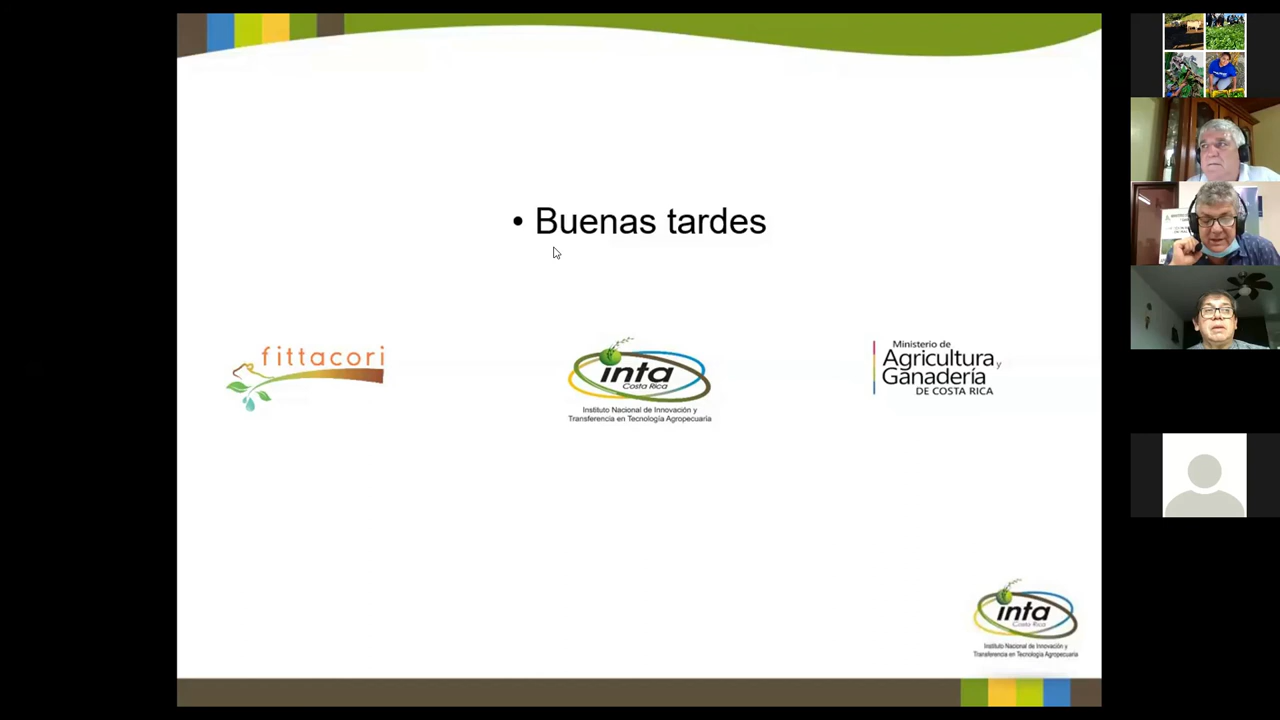 • Buenas tardes
fittacori
inta
Costa Rica
Instituto Nacional de Innovación y
Transferencia en Tecnología Agropecuaria
Ministerio de
Agricultura y
Ganadería
DE COSTA RICA
inta
Costa Rica
Instituto Nacional de Innovación y
Transferencia en Tecnología Agropecuaria